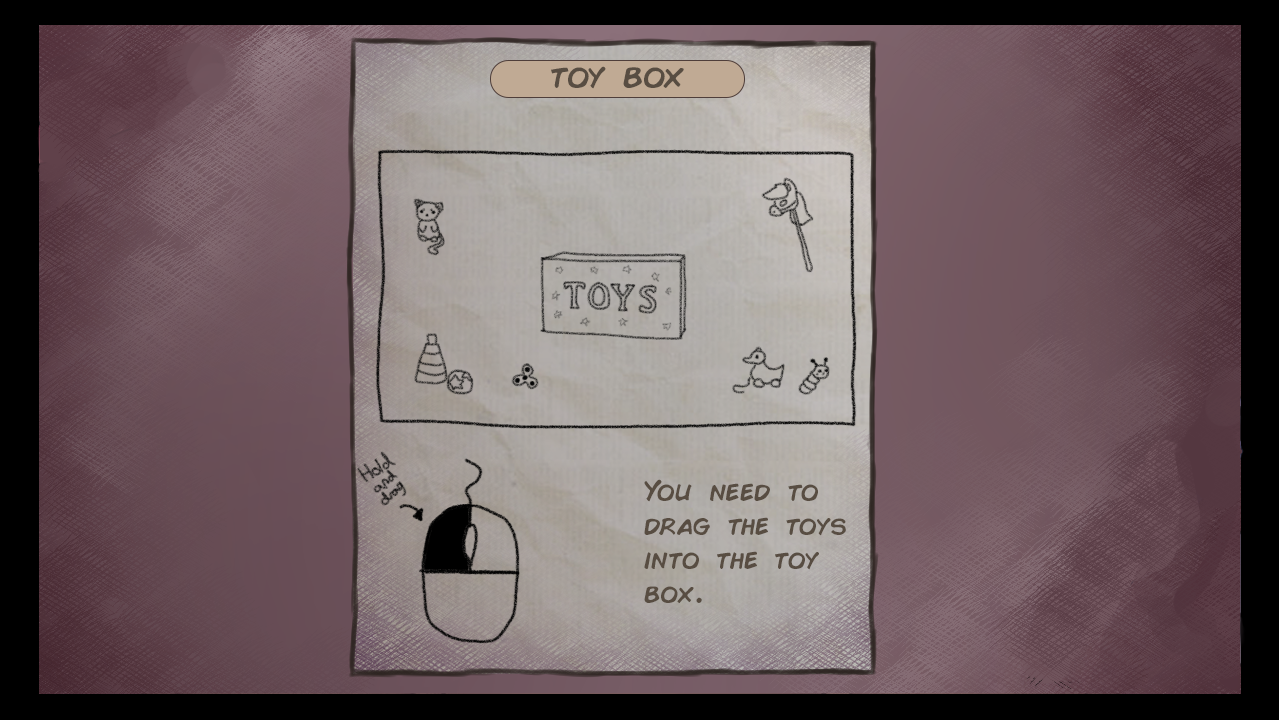 TOY BOX
TOYS
Hold
and
drag
YOU NEED TO
DRAG THE TOYS
INTO THE TOY
BOX.